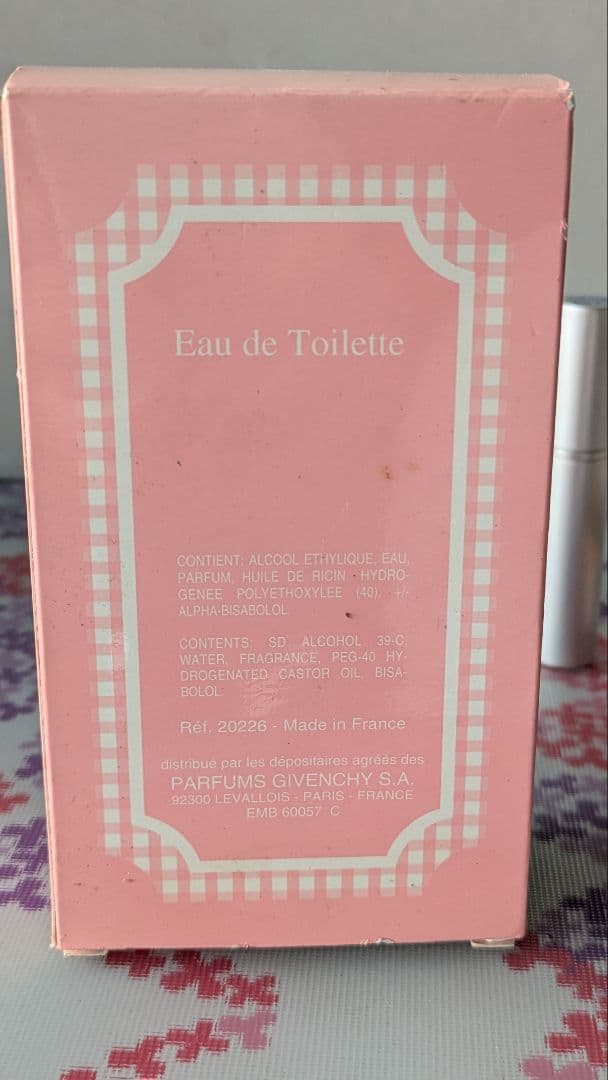 Eau de Toilette
CONTIENT: ALCOOL ETHYLIQUE, EAU,
PARFUM, HUILE DE RICIN - HYDRO-
GENEE POLYETHOXYLEE (40), +/-
ALPHA-BISABOLOL.
CONTENTS: SD ALCOHOL 39-C,
WATER, FRAGRANCE, PEG-40 HY-
DROGENATED CASTOR OIL, BISA-
BOLOL.
Réf. 20226 - Made in France
distribué par les dépositaires agréés des
PARFUMS GIVENCHY S.A.
92300 LEVALLOIS - PARIS - FRANCE
EMB 60057 C